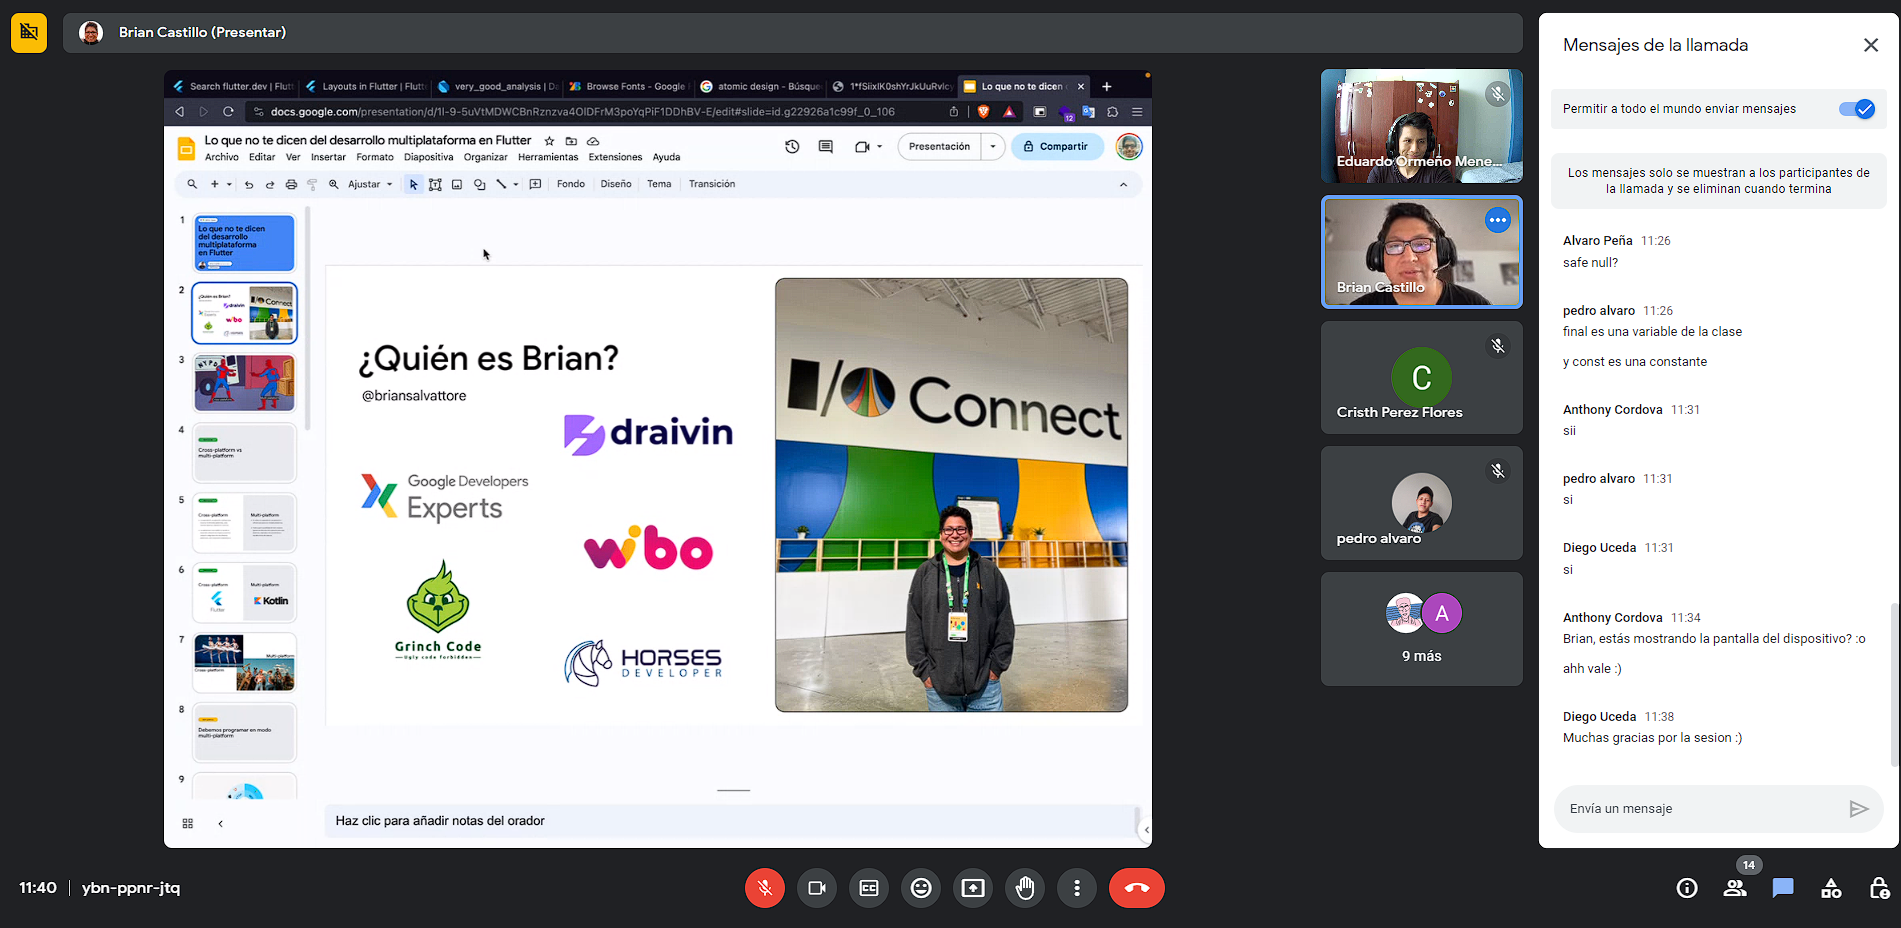 Brian Castillo (Presentar)
Search flutter.dev | Flutt
Layouts in Flutter | Flutt
very_good_analysis | Da
Browse Fonts - Google F
atomic design - Búsque
Lo que no te dicen
docs.google.com/presentation/d/1l-9-5uVtMDWCBnRznzva4OlDFrM3poYqPiF1DDhBV-E/edit#slide=id.g22926a1c99f_0_106
12
Lo que no te dicen del desarrollo multiplataforma en Flutter
Archivo Editar Ver Insertar Formato Diapositiva Organizar Herramientas Extensiones Ayuda
Presentación
Compartir
Ajustar
Fondo Diseño Tema Transición
1
Lo que no te dicen
del desarrollo
multiplataforma
en Flutter
2
¿Quién es Brian?
I/O Connect
draivin
wibo
3
NYPD
4
Cross-platform vs
multi-platform
5
Cross-platform Multi-platform
6
Cross-platform Multi-platform
Flutter
Kotlin
7
Multi-platform
Cross-platform
8
Debemos programar en modo
multi-platform
9
¿Quién es Brian?
@briansalvattore
draivin
Google Developers
Experts
wibo
Grinch Code
Ugly code forbidden
HORSES
DEVELOPER
I/O Connect
Haz clic para añadir notas del orador
Eduardo Ormeño Mene...
Brian Castillo
C
Cristh Perez Flores
pedro alvaro
A
9 más
Mensajes de la llamada
Permitir a todo el mundo enviar mensajes
Los mensajes solo se muestran a los participantes de
la llamada y se eliminan cuando termina
Alvaro Peña 11:26
safe null?
pedro alvaro 11:26
final es una variable de la clase
y const es una constante
Anthony Cordova 11:31
sii
pedro alvaro 11:31
si
Diego Uceda 11:31
si
Anthony Cordova 11:34
Brian, estás mostrando la pantalla del dispositivo? :o
ahh vale :)
Diego Uceda 11:38
Muchas gracias por la sesion :)
Envía un mensaje
11:40 | ybn-ppnr-jtq
14